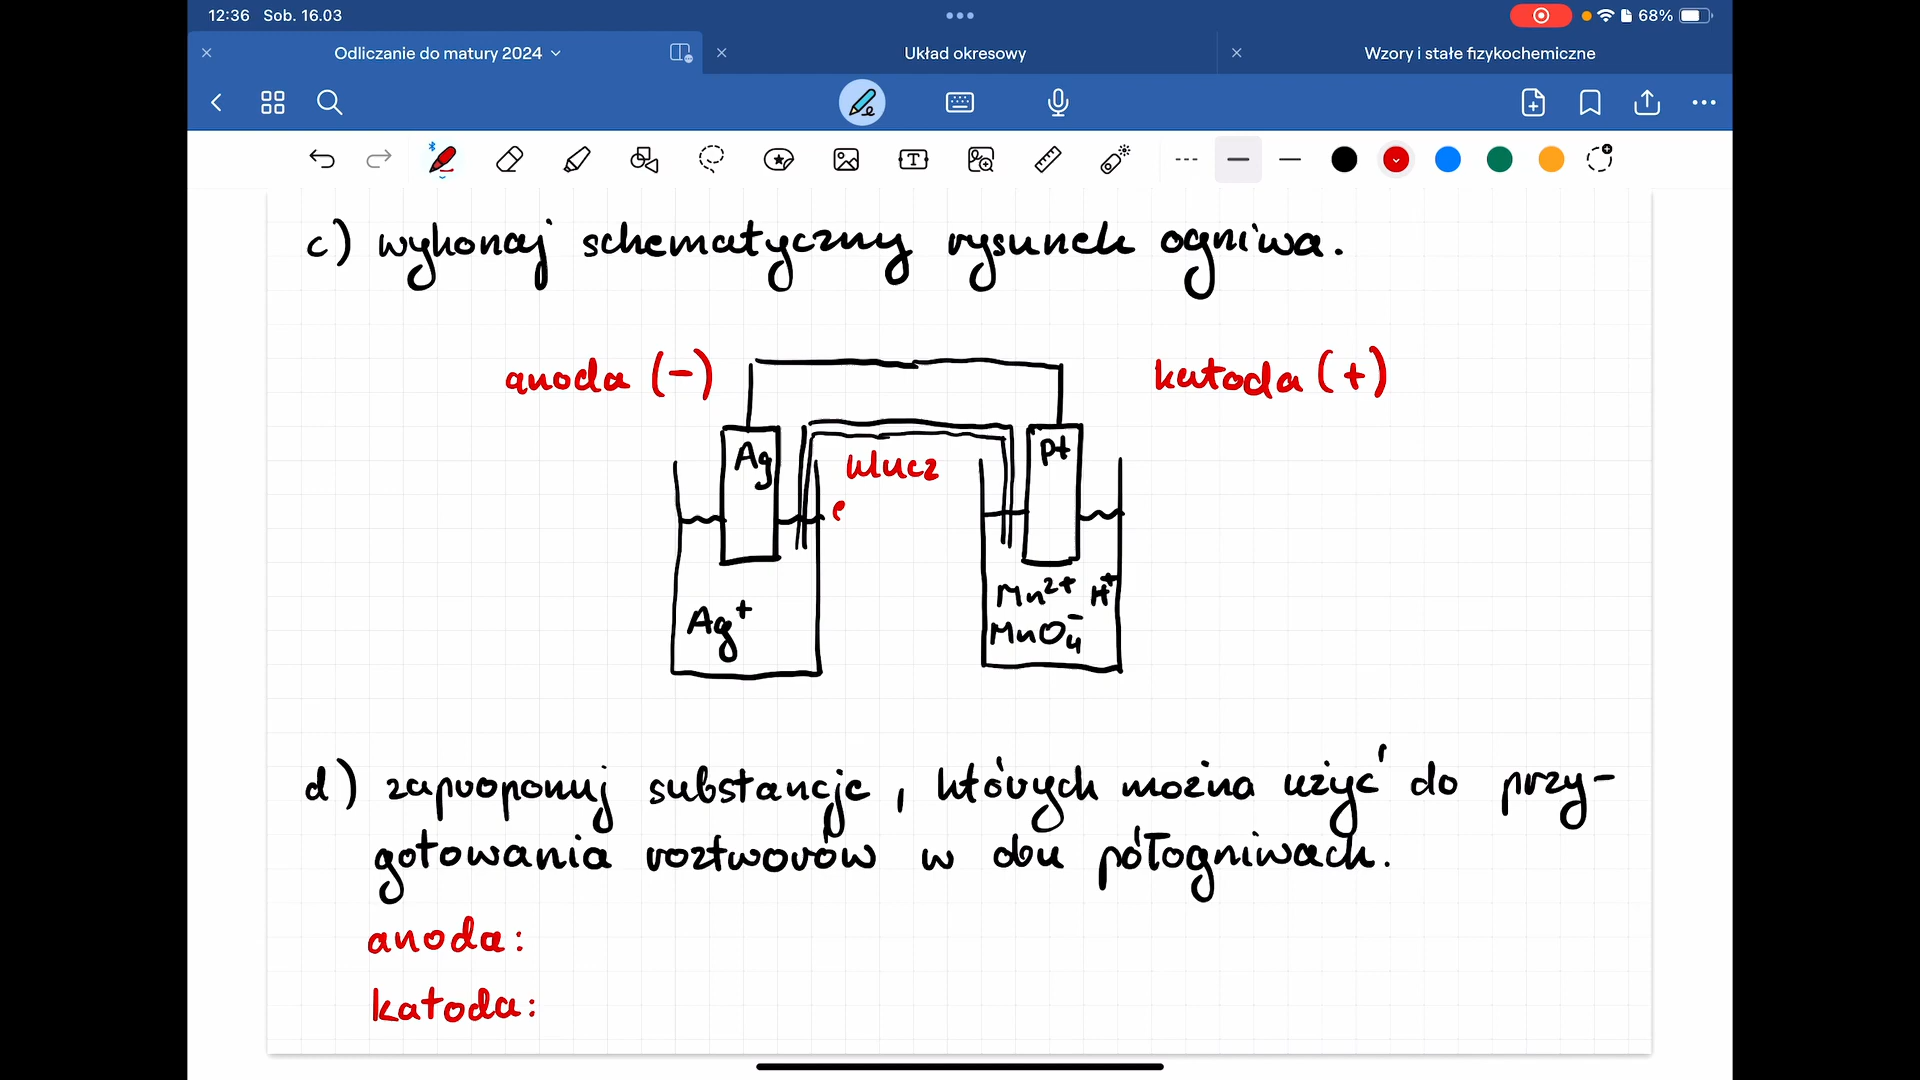 12:36 Sob. 16.03 68%
Odliczanie do matury 2024
Układ okresowy
Wzory i stałe fizykochemiczne
c) wykonaj schematyczny rysunek ogniwa.
anoda (-)
katoda (+)
Ag
klucz
e
Pt
Ag⁺
Mn²⁺ H⁺
MnO₄⁻
d) zaproponuj substancje, których można użyć do przy-
gotowania roztworów w obu półogniwach.
anoda:
katoda: